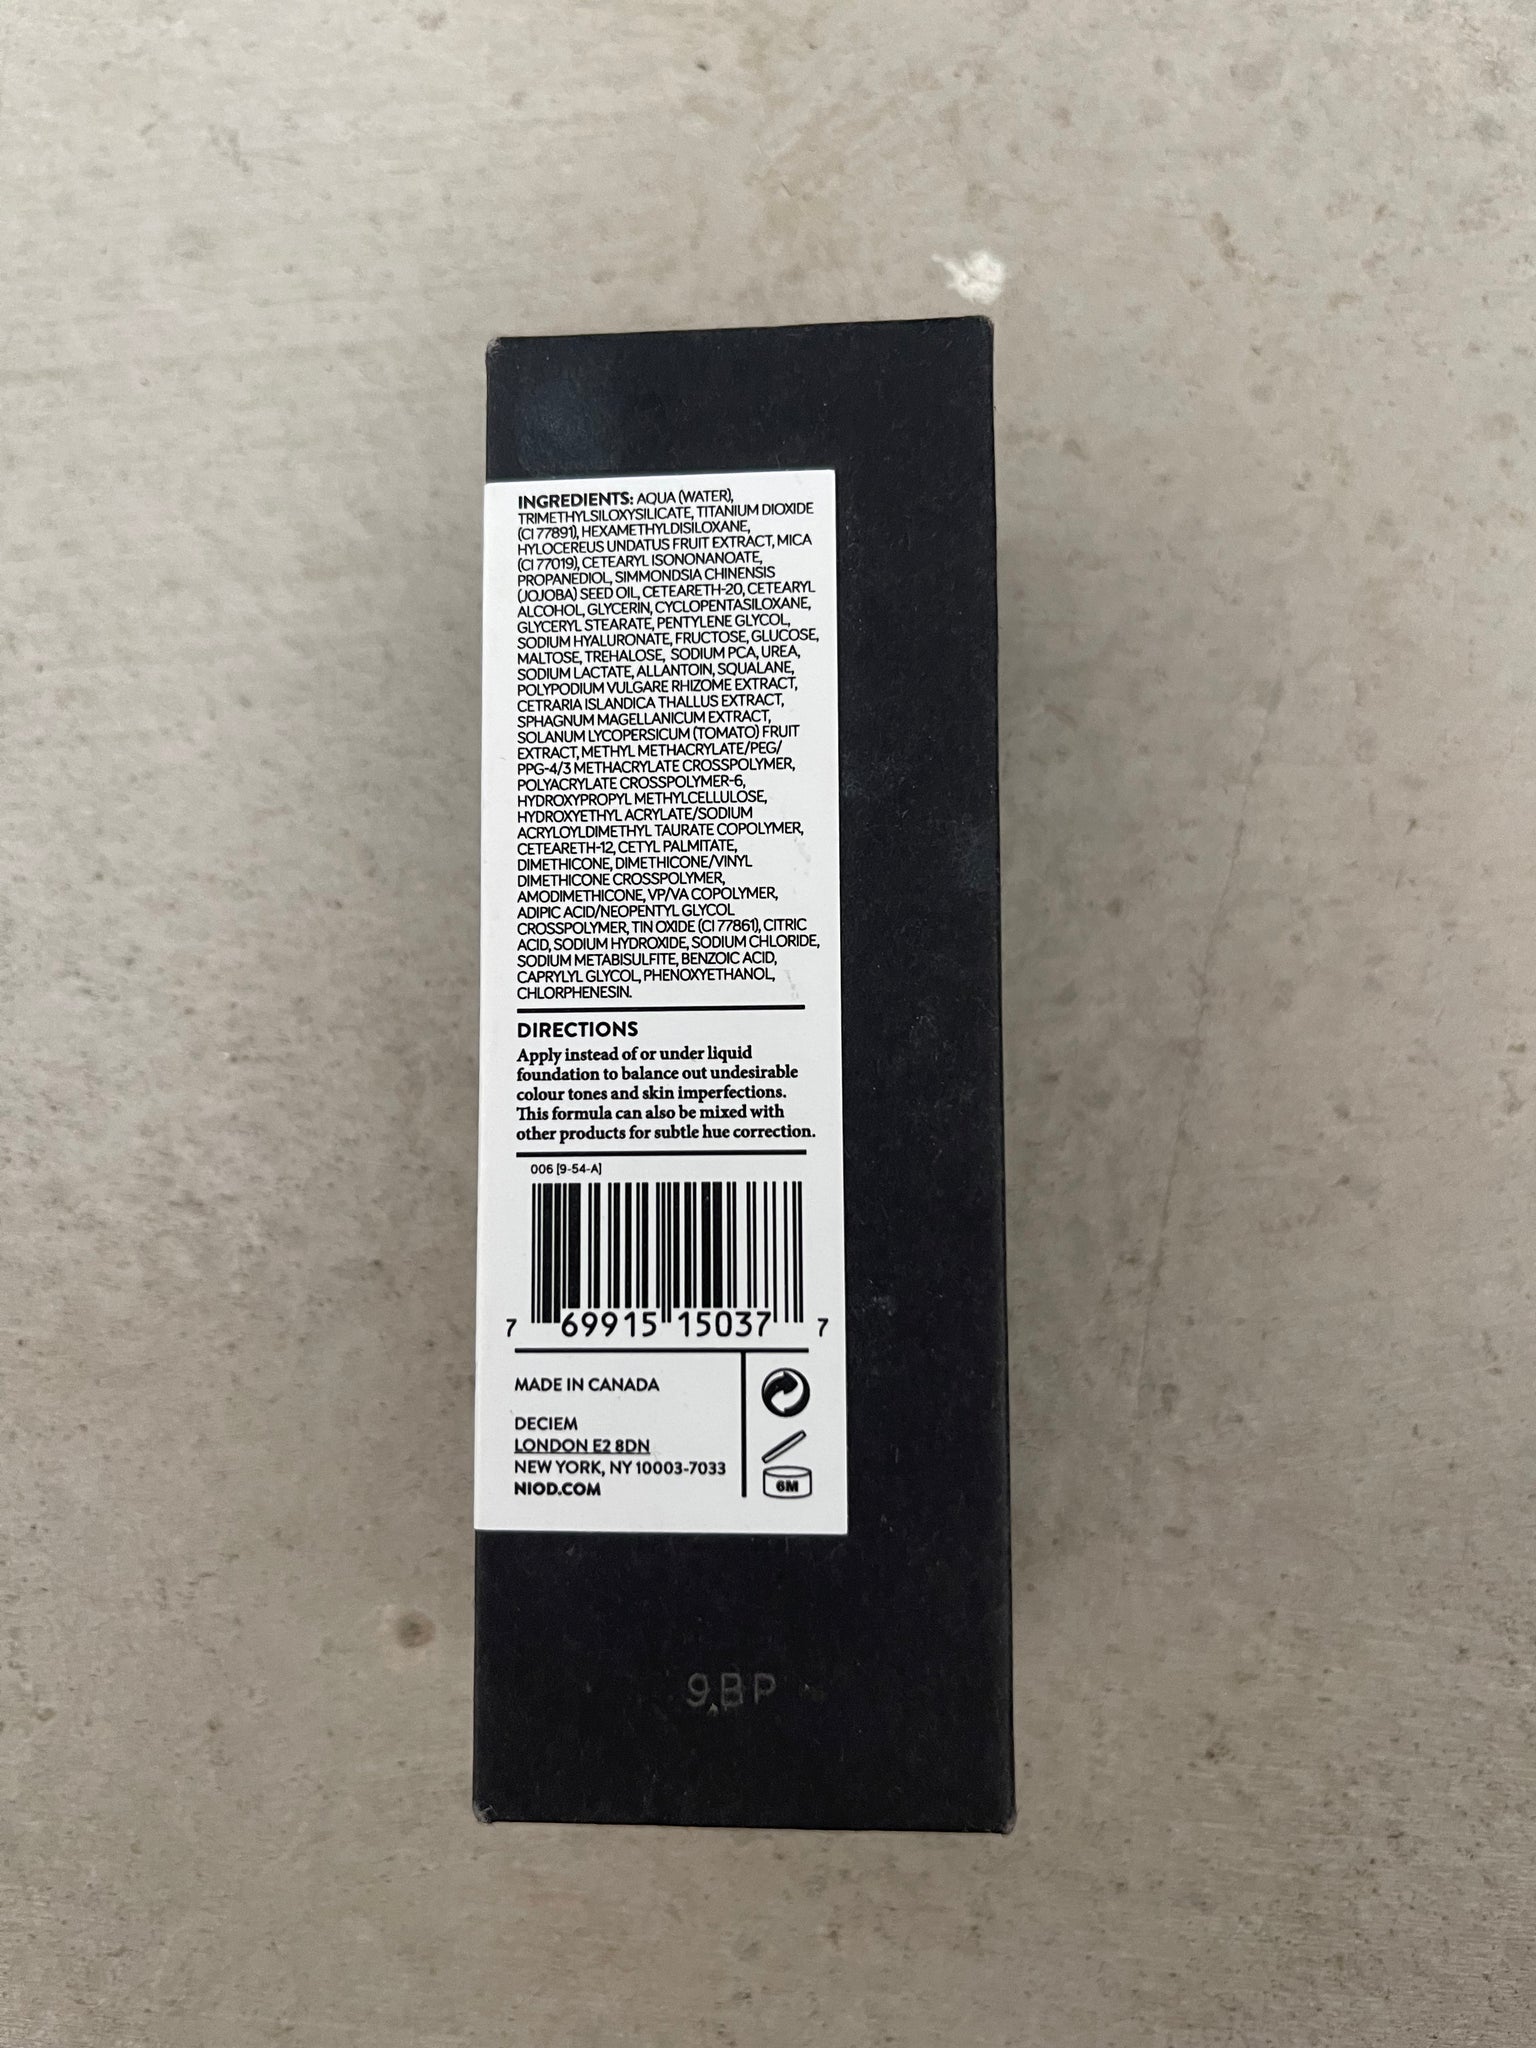 INGREDIENTS: AQUA (WATER),
TRIMETHYLSILOXYSILICATE, TITANIUM DIOXIDE
(CI 77891), HEXAMETHYLDISILOXANE,
HYLOCEREUS UNDATUS FRUIT EXTRACT, MICA
(CI 77019), CETEARYL ISONONANOATE,
PROPANEDIOL, SIMMONDSIA CHINENSIS
(JOJOBA) SEED OIL, CETEARETH-20, CETEARYL
ALCOHOL, GLYCERIN, CYCLOPENTASILOXANE,
GLYCERYL STEARATE, PENTYLENE GLYCOL,
SODIUM HYALURONATE, FRUCTOSE, GLUCOSE,
MALTOSE, TREHALOSE, SODIUM PCA, UREA,
SODIUM LACTATE, ALLANTOIN, SQUALANE,
POLYPODIUM VULGARE RHIZOME EXTRACT,
CETRARIA ISLANDICA THALLUS EXTRACT,
SPHAGNUM MAGELLANICUM EXTRACT,
SOLANUM LYCOPERSICUM (TOMATO) FRUIT
EXTRACT, METHYL METHACRYLATE/PEG/
PPG-4/3 METHACRYLATE CROSSPOLYMER,
POLYACRYLATE CROSSPOLYMER-6,
HYDROXYPROPYL METHYLCELLULOSE,
HYDROXYETHYL ACRYLATE/SODIUM
ACRYLOYLDIMETHYL TAURATE COPOLYMER,
CETEARETH-12, CETYL PALMITATE,
DIMETHICONE, DIMETHICONE/VINYL
DIMETHICONE CROSSPOLYMER,
AMODIMETHICONE, VP/VA COPOLYMER,
ADIPIC ACID/NEOPENTYL GLYCOL
CROSSPOLYMER, TIN OXIDE (CI 77861), CITRIC
ACID, SODIUM HYDROXIDE, SODIUM CHLORIDE,
SODIUM METABISULFITE, BENZOIC ACID,
CAPRYLYL GLYCOL, PHENOXYETHANOL,
CHLORPHENESIN.
DIRECTIONS
Apply instead of or under liquid
foundation to balance out undesirable
colour tones and skin imperfections.
This formula can also be mixed with
other products for subtle hue correction.
006 [9-54-A]
7 69915 15037 7
MADE IN CANADA
DECIEM
LONDON E2 8DN
NEW YORK, NY 10003-7033
NIOD.COM
6M
9BP